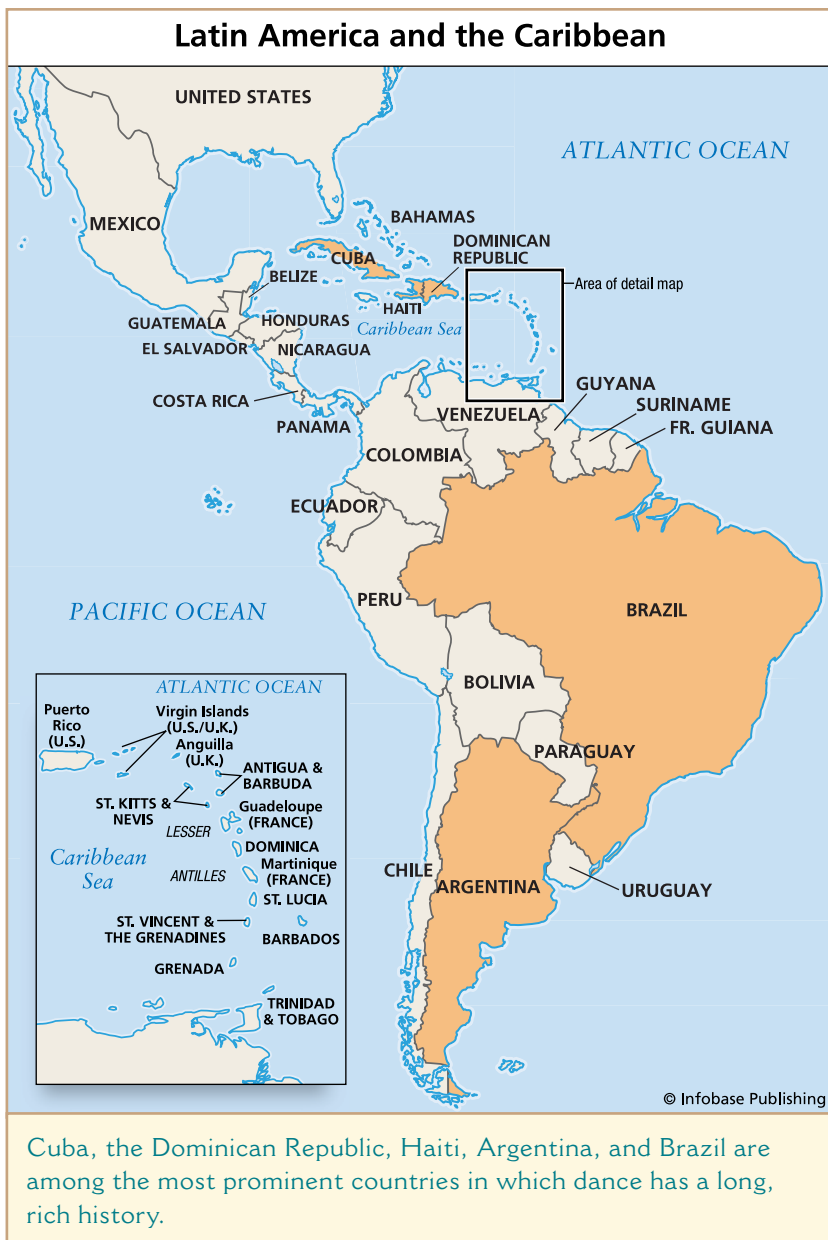 Latin America and the Caribbean
UNITED STATES
ATLANTIC OCEAN
MEXICO
BAHAMAS
DOMINICAN
REPUBLIC
CUBA
BELIZE
Area of detail map
HAITI
GUATEMALA
HONDURAS
Caribbean Sea
EL SALVADOR
NICARAGUA
GUYANA
COSTA RICA
SURINAME
VENEZUELA
PANAMA
FR. GUIANA
COLOMBIA
ECUADOR
PERU
BRAZIL
PACIFIC OCEAN
BOLIVIA
PARAGUAY
CHILE
ARGENTINA
URUGUAY
ATLANTIC OCEAN
Puerto
Rico
(U.S.)
Virgin Islands
(U.S./U.K.)
Anguilla
(U.K.)
ANTIGUA &
BARBUDA
ST. KITTS &
NEVIS
Guadeloupe
(FRANCE)
LESSER
DOMINICA
Caribbean
Sea
Martinique
(FRANCE)
ANTILLES
ST. LUCIA
ST. VINCENT &
THE GRENADINES
BARBADOS
GRENADA
TRINIDAD
& TOBAGO
© Infobase Publishing
Cuba, the Dominican Republic, Haiti, Argentina, and Brazil are
among the most prominent countries in which dance has a long,
rich history.